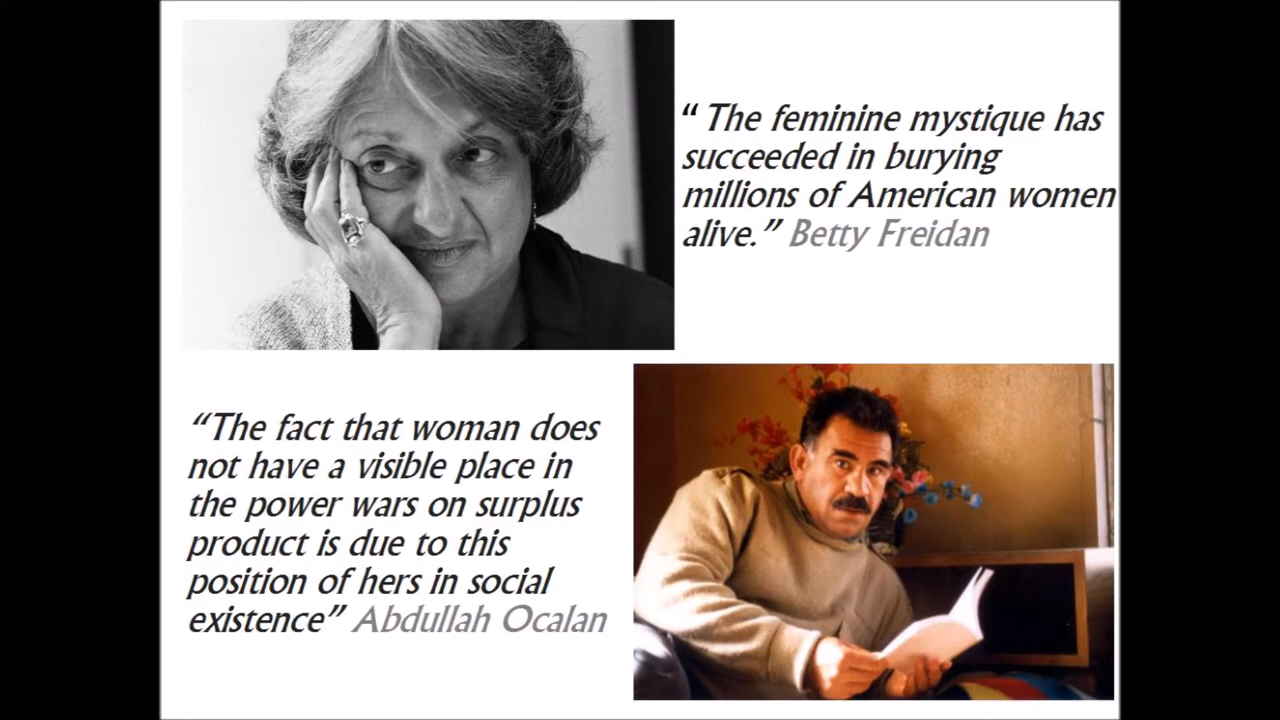 “ The feminine mystique has
succeeded in burying
millions of American women
alive.” Betty Freidan
“The fact that woman does
not have a visible place in
the power wars on surplus
product is due to this
position of hers in social
existence” Abdullah Ocalan